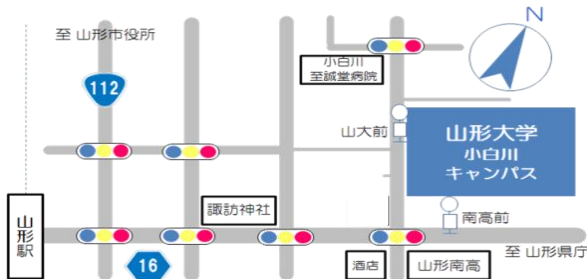 至 山形市役所
N
小白川
至誠堂病院
112
山大前
山形大学
小白川
キャンパス
諏訪神社
南高前
山形駅
16
酒店
山形南高
至 山形県庁